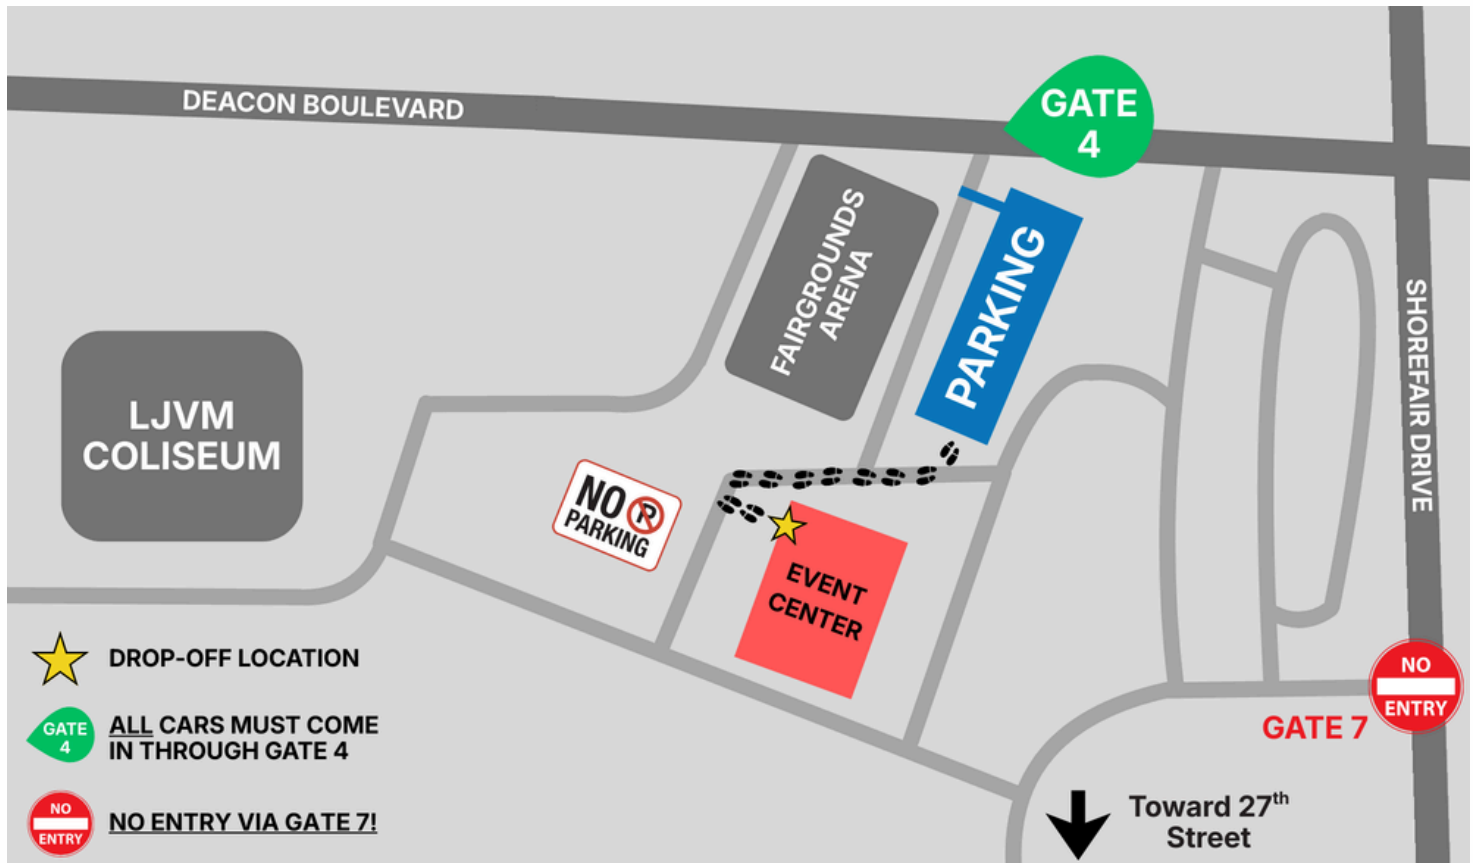 DEACON BOULEVARD
GATE
4
FAIRGROUNDS
ARENA
PARKING
SHOREFAIR DRIVE
LJVM
COLISEUM
NO P
PARKING
EVENT
CENTER
DROP-OFF LOCATION
GATE
4
ALL CARS MUST COME
IN THROUGH GATE 4
NO
ENTRY
NO ENTRY VIA GATE 7!
NO
ENTRY
GATE 7
Toward 27th
Street